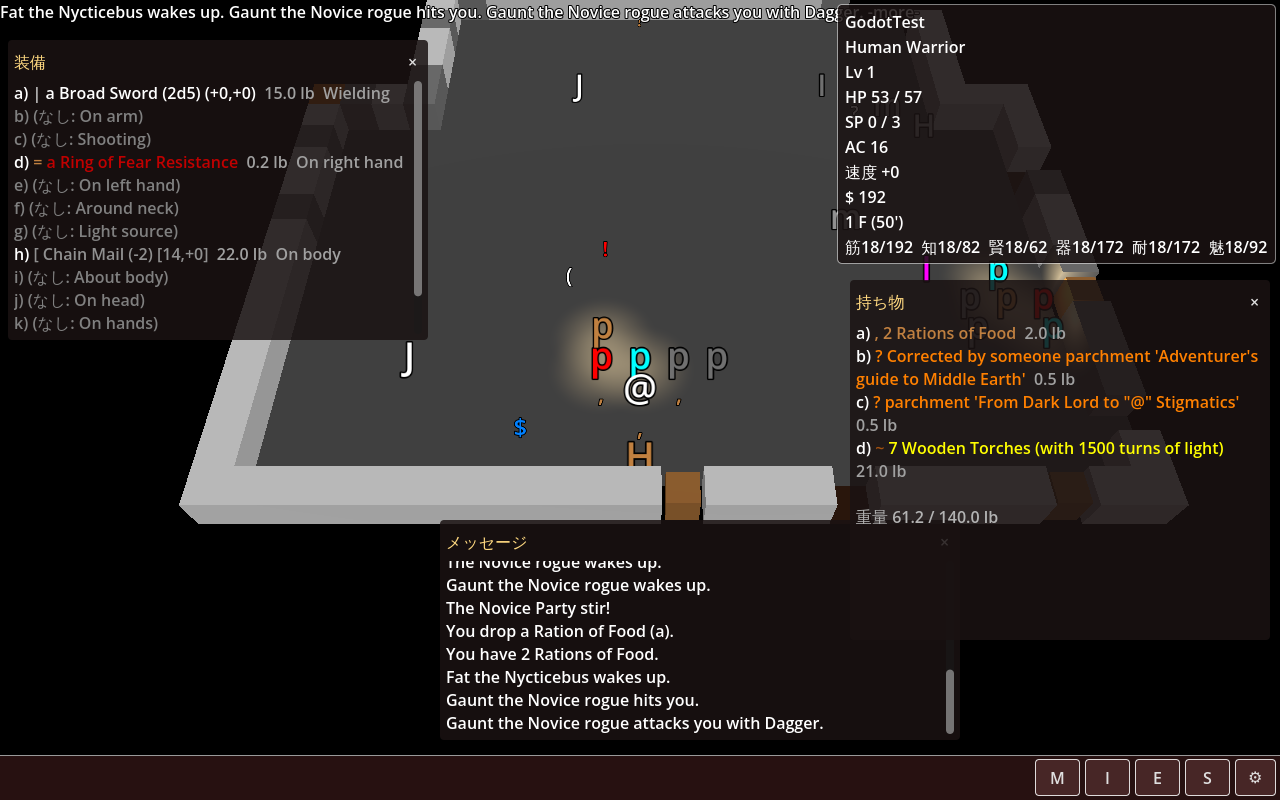 Fat the Nycticebus wakes up. Gaunt the Novice rogue hits you. Gaunt the Novice rogue attacks you with Dagger. -more-
装備
×
a) | a Broad Sword (2d5) (+0,+0) 15.0 lb Wielding
b) (なし: On arm)
c) (なし: Shooting)
d) = a Ring of Fear Resistance 0.2 lb On right hand
e) (なし: On left hand)
f) (なし: Around neck)
g) (なし: Light source)
h) [ Chain Mail (-2) [14,+0] 22.0 lb On body
i) (なし: About body)
j) (なし: On head)
k) (なし: On hands)
GodotTest
Human Warrior
Lv 1
HP 53 / 57
SP 0 / 3
AC 16
速度 +0
$ 192
1 F (50')
筋18/192 知18/82 賢18/62 器18/172 耐18/172 魅18/92
J
l
H
m
!
(
p
p
p p p p
@
J
, ,
$
,
H
持ち物
×
a) , 2 Rations of Food 2.0 lb
b) ? Corrected by someone parchment 'Adventurer's
guide to Middle Earth' 0.5 lb
c) ? parchment 'From Dark Lord to "@" Stigmatics'
0.5 lb
d) ~ 7 Wooden Torches (with 1500 turns of light)
21.0 lb
重量 61.2 / 140.0 lb
メッセージ
×
The Novice rogue wakes up.
Gaunt the Novice rogue wakes up.
The Novice Party stir!
You drop a Ration of Food (a).
You have 2 Rations of Food.
Fat the Nycticebus wakes up.
Gaunt the Novice rogue hits you.
Gaunt the Novice rogue attacks you with Dagger.
M I E S ⚙